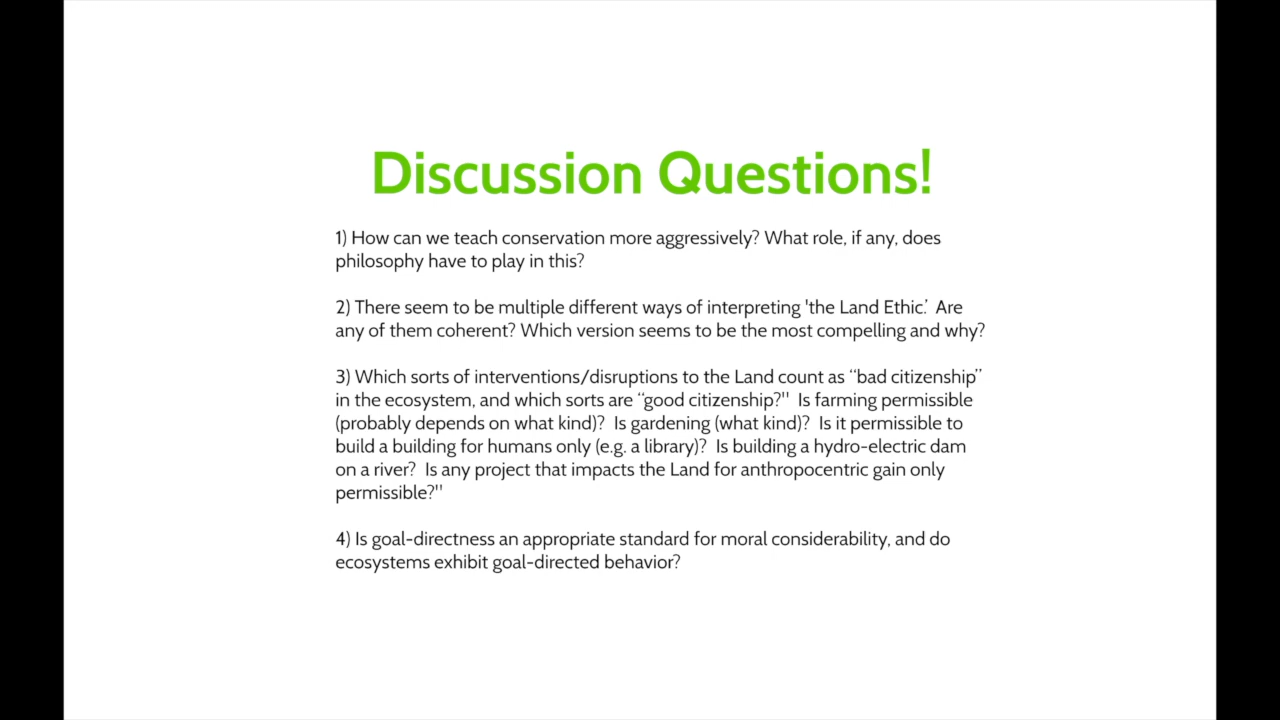 Discussion Questions!
1) How can we teach conservation more aggressively? What role, if any, does
philosophy have to play in this?
2) There seem to be multiple different ways of interpreting 'the Land Ethic.' Are
any of them coherent? Which version seems to be the most compelling and why?
3) Which sorts of interventions/disruptions to the Land count as “bad citizenship”
in the ecosystem, and which sorts are “good citizenship?" Is farming permissible
(probably depends on what kind)? Is gardening (what kind)? Is it permissible to
build a building for humans only (e.g. a library)? Is building a hydro-electric dam
on a river? Is any project that impacts the Land for anthropocentric gain only
permissible?"
4) Is goal-directness an appropriate standard for moral considerability, and do
ecosystems exhibit goal-directed behavior?